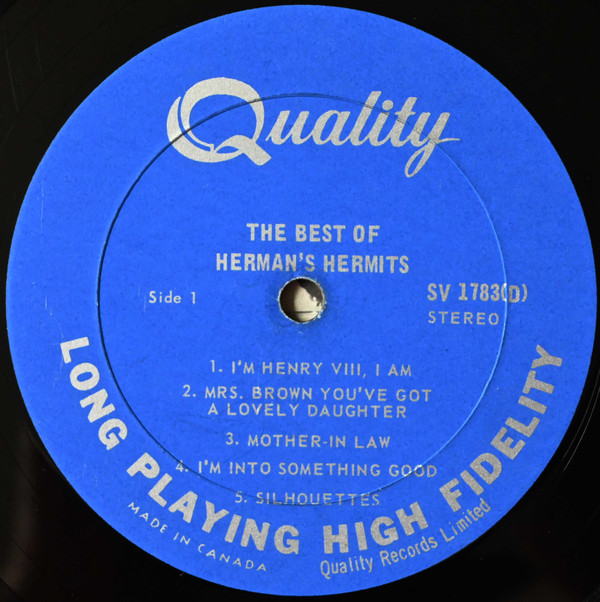 Quality
THE BEST OF
HERMAN'S HERMITS
Side 1
SV 1783(D)
STEREO
1. I'M HENRY VIII, I AM
2. MRS. BROWN YOU'VE GOT
A LOVELY DAUGHTER
3. MOTHER-IN LAW
4. I'M INTO SOMETHING GOOD
5. SILHOUETTES
LONG PLAYING HIGH FIDELITY
MADE IN CANADA
Quality Records Limited